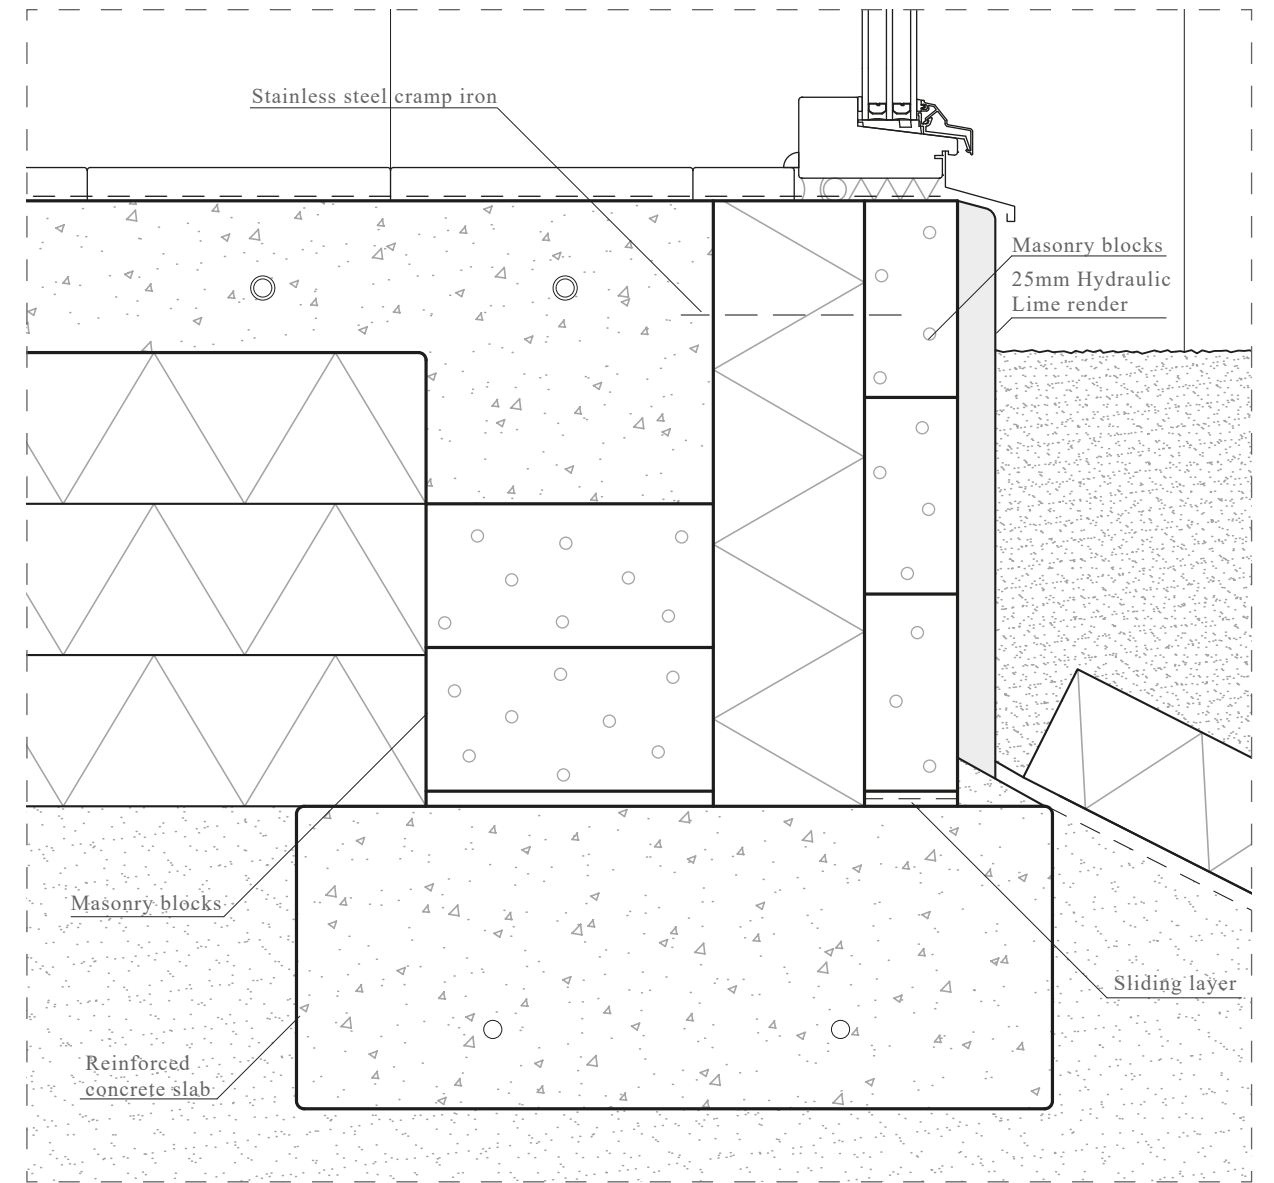 Stainless steel cramp iron
Masonry blocks
25mm Hydraulic
Lime render
Masonry blocks
Sliding layer
Reinforced
concrete slab